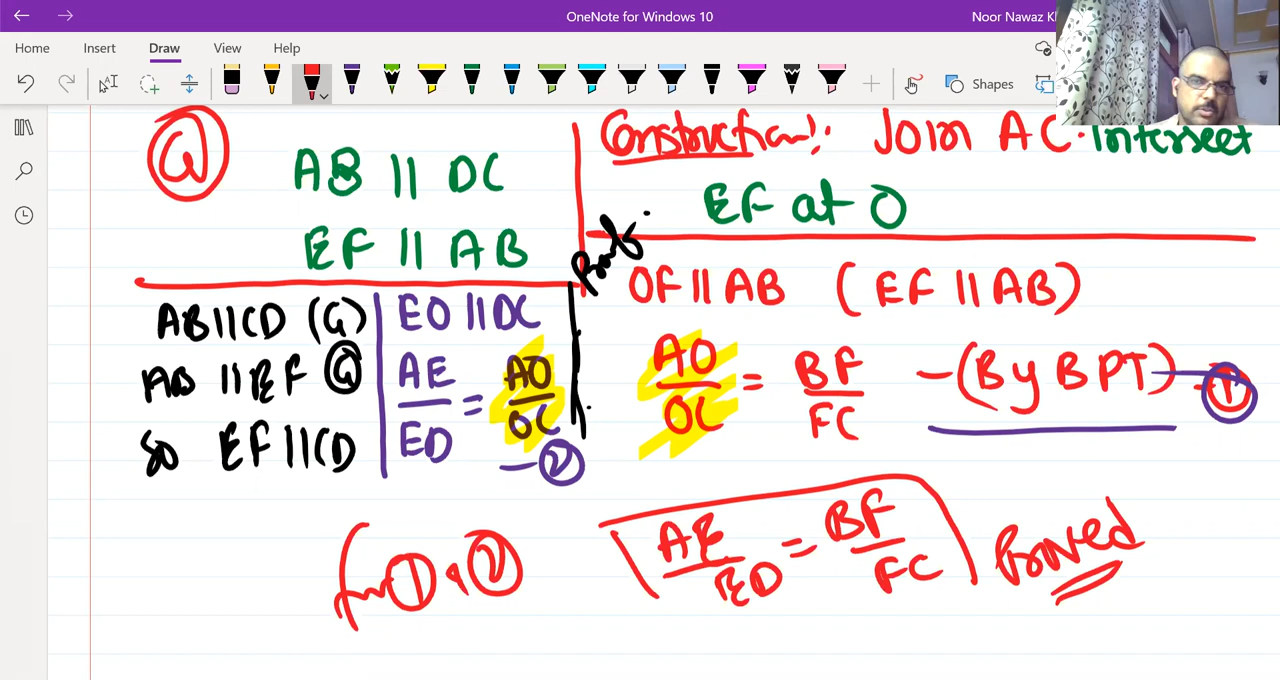 OneNote for Windows 10
Noor Nawaz Kh
Home Insert Draw View Help
Shapes
G
AB || DC
EF || AB
Construction: Join AC. intersect
EF at O
Proof.
AB || CD (G)
AB || EF G
So EF || CD
EO || DC
AE/ED = AO/OC - 2
OF || AB (EF || AB)
AO/OC = BF/FC - (By BPT) - 1
from 1 & 2
AE/ED = BF/FC Proved